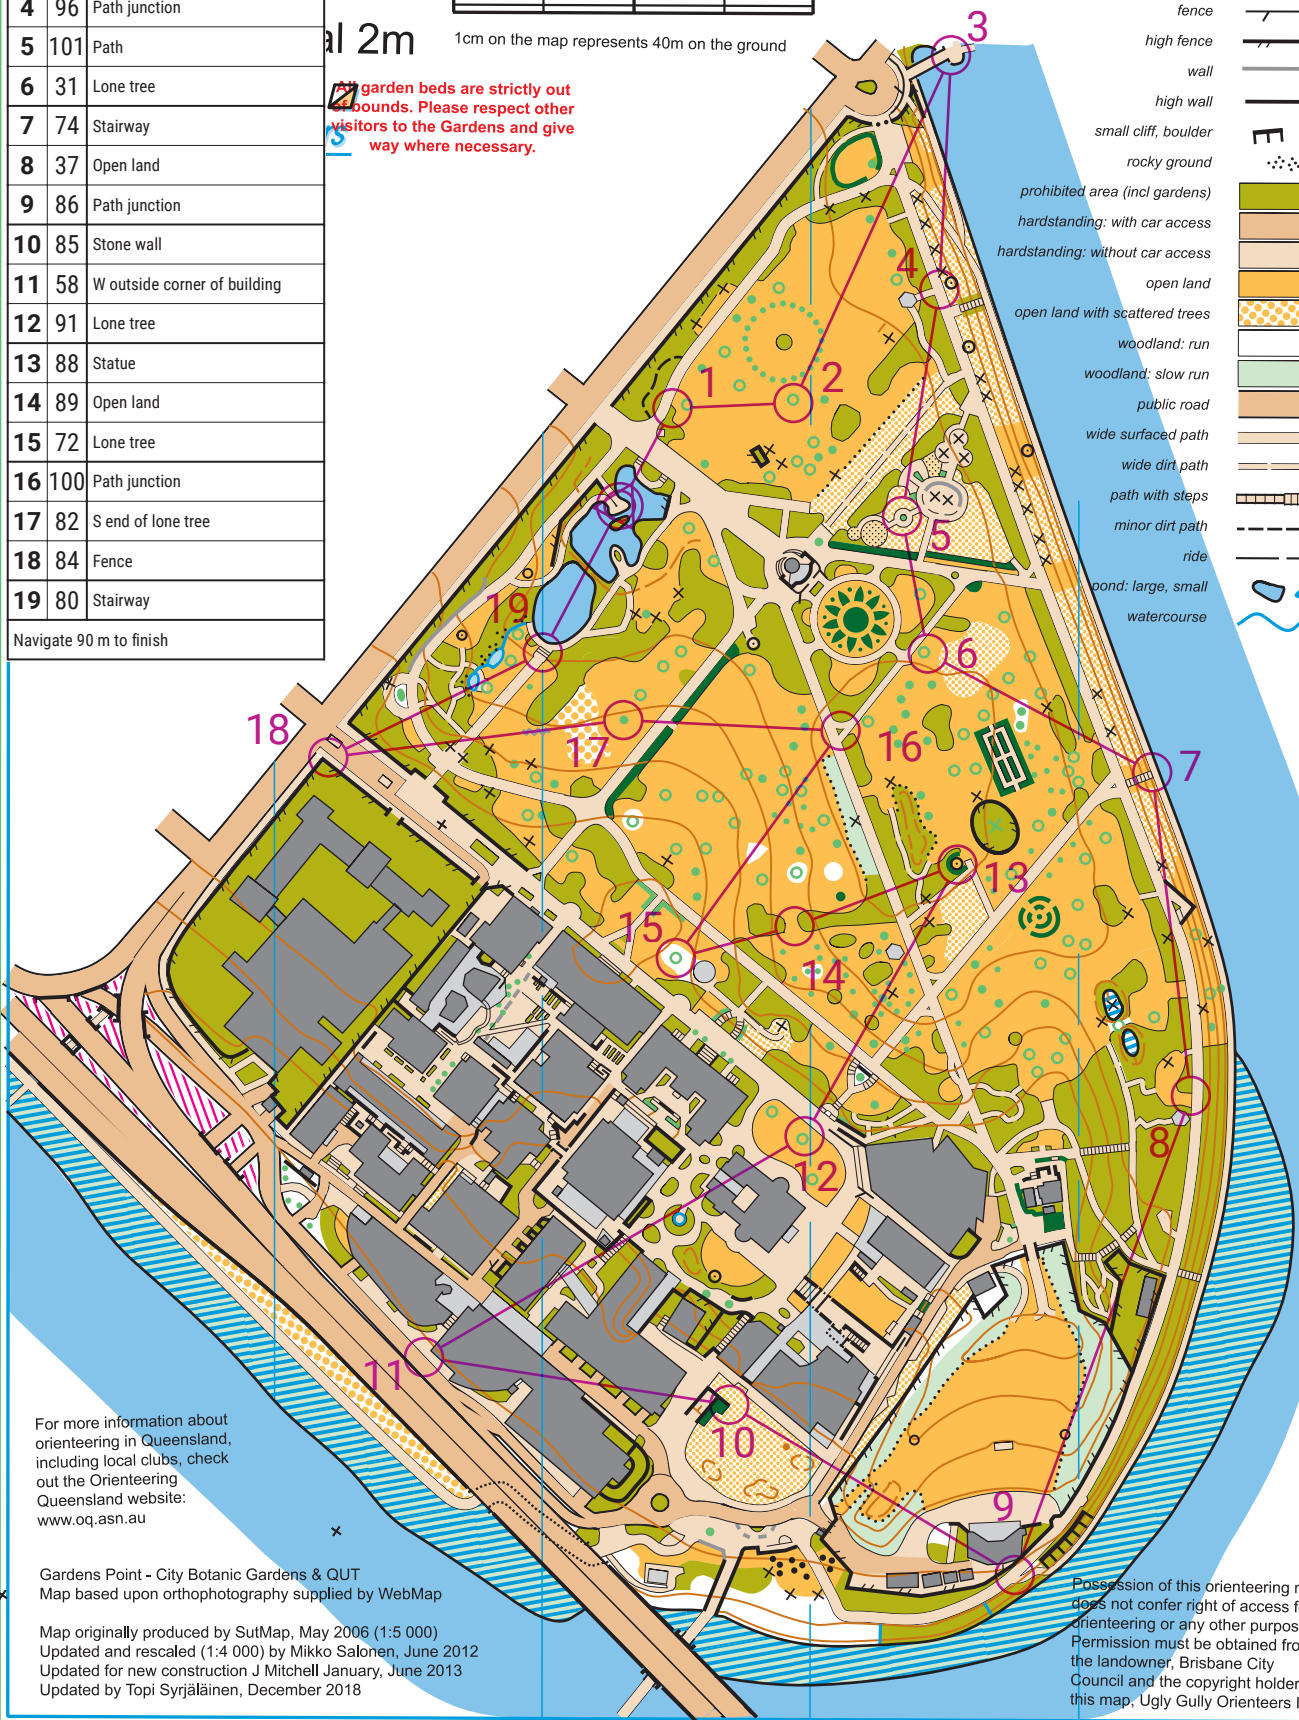 4 96 Path junction
5 101 Path
6 31 Lone tree
7 74 Stairway
8 37 Open land
9 86 Path junction
10 85 Stone wall
11 58 W outside corner of building
12 91 Lone tree
13 88 Statue
14 89 Open land
15 72 Lone tree
16 100 Path junction
17 82 S end of lone tree
18 84 Fence
19 80 Stairway
Navigate 90 m to finish
al 2m
1cm on the map represents 40m on the ground
All garden beds are strictly out
of bounds. Please respect other
visitors to the Gardens and give
way where necessary.
fence
high fence
wall
high wall
small cliff, boulder
rocky ground
prohibited area (incl gardens)
hardstanding: with car access
hardstanding: without car access
open land
open land with scattered trees
woodland: run
woodland: slow run
public road
wide surfaced path
wide dirt path
path with steps
minor dirt path
ride
pond: large, small
watercourse
3
4
1
2
5
19
6
18
17
16
7
13
15
14
8
12
11
10
9
For more information about
orienteering in Queensland,
including local clubs, check
out the Orienteering
Queensland website:
www.oq.asn.au
Gardens Point - City Botanic Gardens & QUT
Map based upon orthophotography supplied by WebMap
Map originally produced by SutMap, May 2006 (1:5 000)
Updated and rescaled (1:4 000) by Mikko Salonen, June 2012
Updated for new construction J Mitchell January, June 2013
Updated by Topi Syrjäläinen, December 2018
Possession of this orienteering
does not confer right of access
orienteering or any other
Permission must be obtained
the landowner, Brisbane City
Council and the copyright holder
this map, Ugly Gully Orienteers